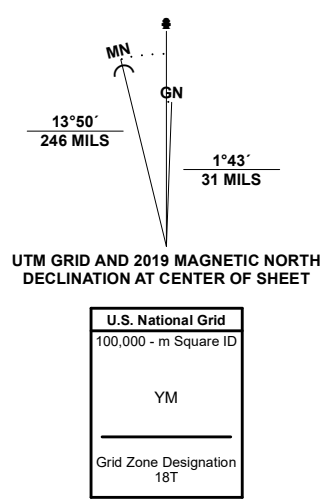 MN
GN
13°50´
246 MILS
1°43´
31 MILS
UTM GRID AND 2019 MAGNETIC NORTH
DECLINATION AT CENTER OF SHEET
U.S. National Grid
100,000 - m Square ID
YM
Grid Zone Designation
18T